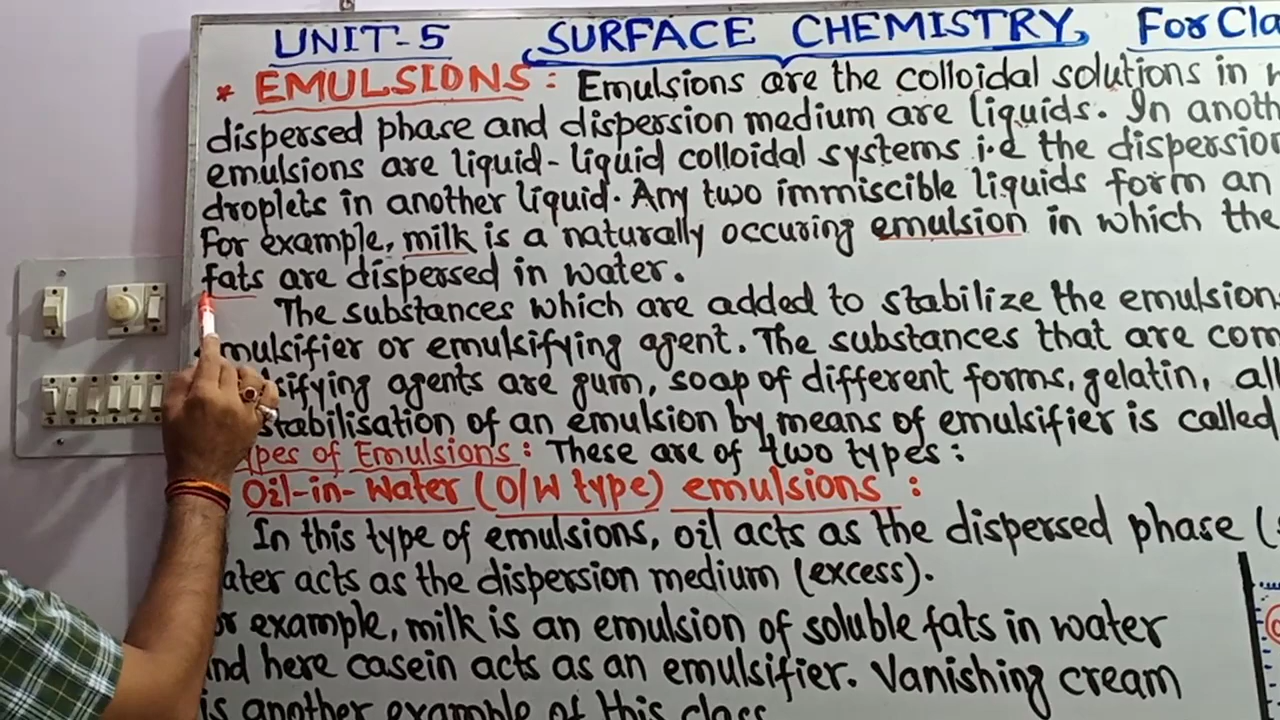 UNIT-5 SURFACE CHEMISTRY For Cla
* EMULSIONS: Emulsions are the colloidal solutions in
dispersed phase and dispersion medium are liquids. In anoth
emulsions are liquid-liquid colloidal systems i.e the dispersion
droplets in another liquid. Any two immiscible liquids form an
For example, milk is a naturally occuring emulsion in which the
fats are dispersed in water.
The substances which are added to stabilize the emulsion
mulsifier or emulsifying agent. The substances that are com
sifying agents are gum, soap of different forms, gelatin, al
stabilisation of an emulsion by means of emulsifier is called
ypes of Emulsions: These are of two types:
Oil-in-Water (O/W type) emulsions:
In this type of emulsions, oil acts as the dispersed phase (
ater acts as the dispersion medium (excess).
or example, milk is an emulsion of soluble fats in water
nd here casein acts as an emulsifier. Vanishing cream
is another example of this class